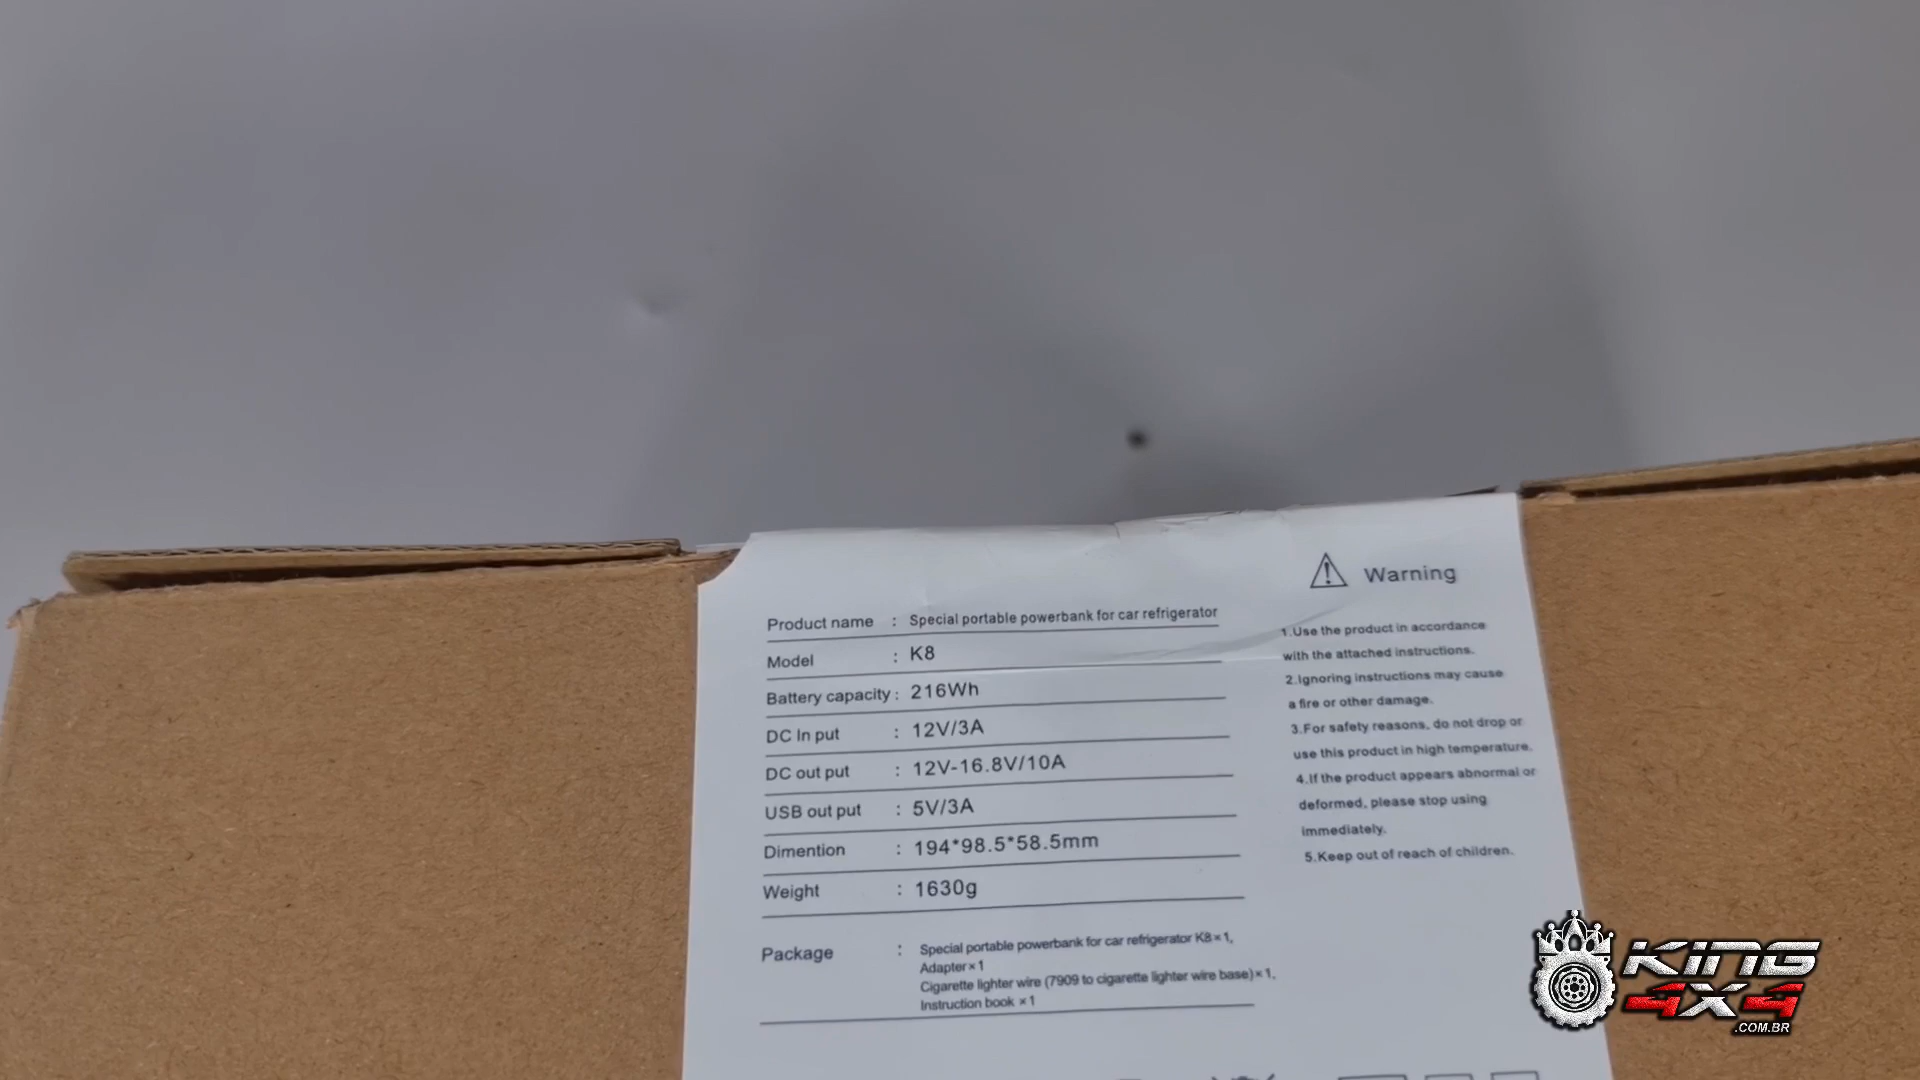 Product name : Special portable powerbank for car refrigerator
Model : K8
Battery capacity : 216Wh
DC In put : 12V/3A
DC out put : 12V-16.8V/10A
USB out put : 5V/3A
Dimention : 194*98.5*58.5mm
Weight : 1630g
Package : Special portable powerbank for car refrigerator K8×1,
Adapter×1
Cigarette lighter wire (7909 to cigarette lighter wire base)×1,
Instruction book ×1
Warning
1.Use the product in accordance
with the attached instructions.
2.Ignoring instructions may cause
a fire or other damage.
3.For safety reasons, do not drop or
use this product in high temperature.
4.If the product appears abnormal or
deformed, please stop using
immediately.
5.Keep out of reach of children.
KING
4X4
.COM.BR